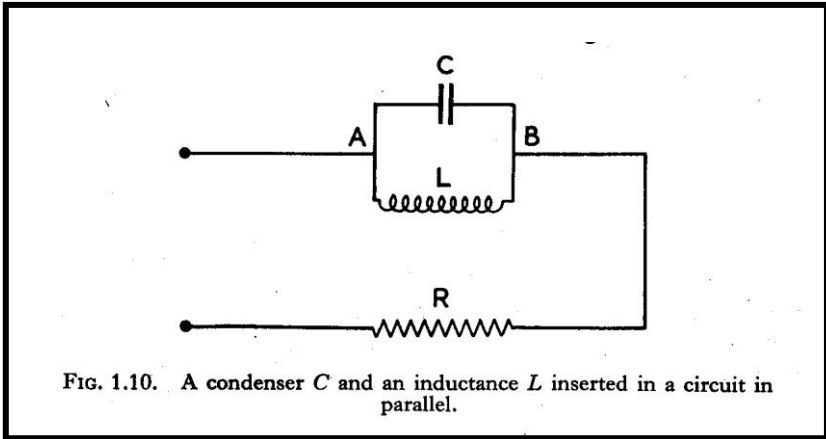 C
A
B
L
R
FIG. 1.10. A condenser C and an inductance L inserted in a circuit in
parallel.